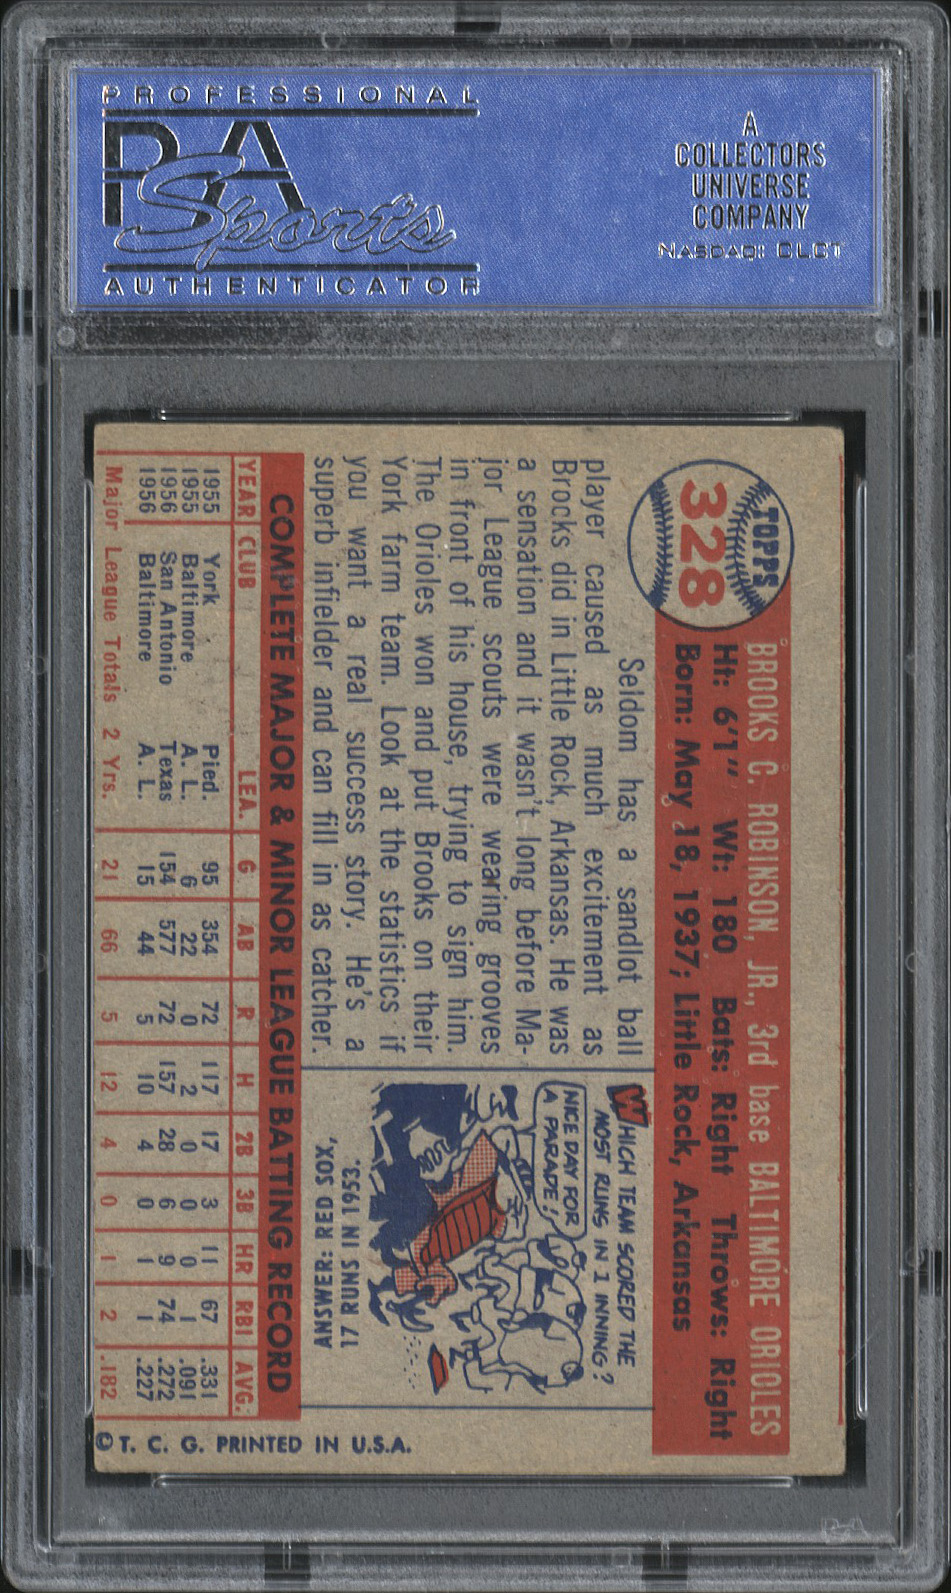 PROFESSIONAL
PSA
Sports
AUTHENTICATOR
A
COLLECTORS
UNIVERSE
COMPANY
NASDAQ: CLCT
TOPPS
328
BROOKS C. ROBINSON, JR., 3rd base BALTIMORE ORIOLES
Ht: 6'1" Wt: 180 Bats: Right Throws: Right
Born: May 18, 1937, Little Rock, Arkansas
Seldom has a sandlot ball
player caused as much excitement as
Brooks did in Little Rock, Arkansas. He was
a sensation and it wasn't long before Ma-
jor League scouts were wearing grooves
in front of his house, trying to sign him.
The Orioles won and put Brooks on their
York farm team. Look at the statistics if
you want a real success story. He's a
superb infielder and can fill in as catcher.
WHICH TEAM SCORED THE
MOST RUNS IN 1 INNING?
NICE DAY FOR
A PARADE!
17 RUNS IN 1953.
ANSWER: RED SOX,
COMPLETE MAJOR & MINOR LEAGUE BATTING RECORD
YEAR CLUB LEA. G AB R H 2B 3B HR RBI AVG.
1955 York Pied. 95 354 72 117 17 3 11 67 .331
1955 Baltimore A. L. 6 22 0 2 0 0 0 1 .091
1956 San Antonio Texas 154 577 72 157 28 6 9 74 .272
1956 Baltimore A. L. 15 44 5 10 4 0 1 1 .227
Major League Totals 2 Yrs. 21 66 5 12 4 0 1 2 .182
© T. C. G. PRINTED IN U.S.A.
PSA